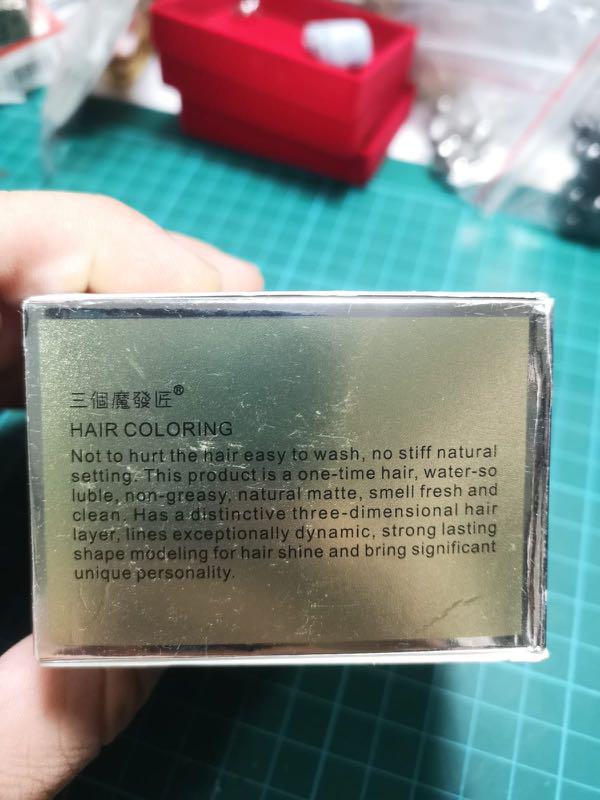 三個魔發匠®
HAIR COLORING
Not to hurt the hair easy to wash, no stiff natural
setting. This product is a one-time hair, water-so
luble, non-greasy, natural matte, smell fresh and
clean. Has a distinctive three-dimensional hair
layer, lines exceptionally dynamic, strong lasting
shape modeling for hair shine and bring significant
unique personality.